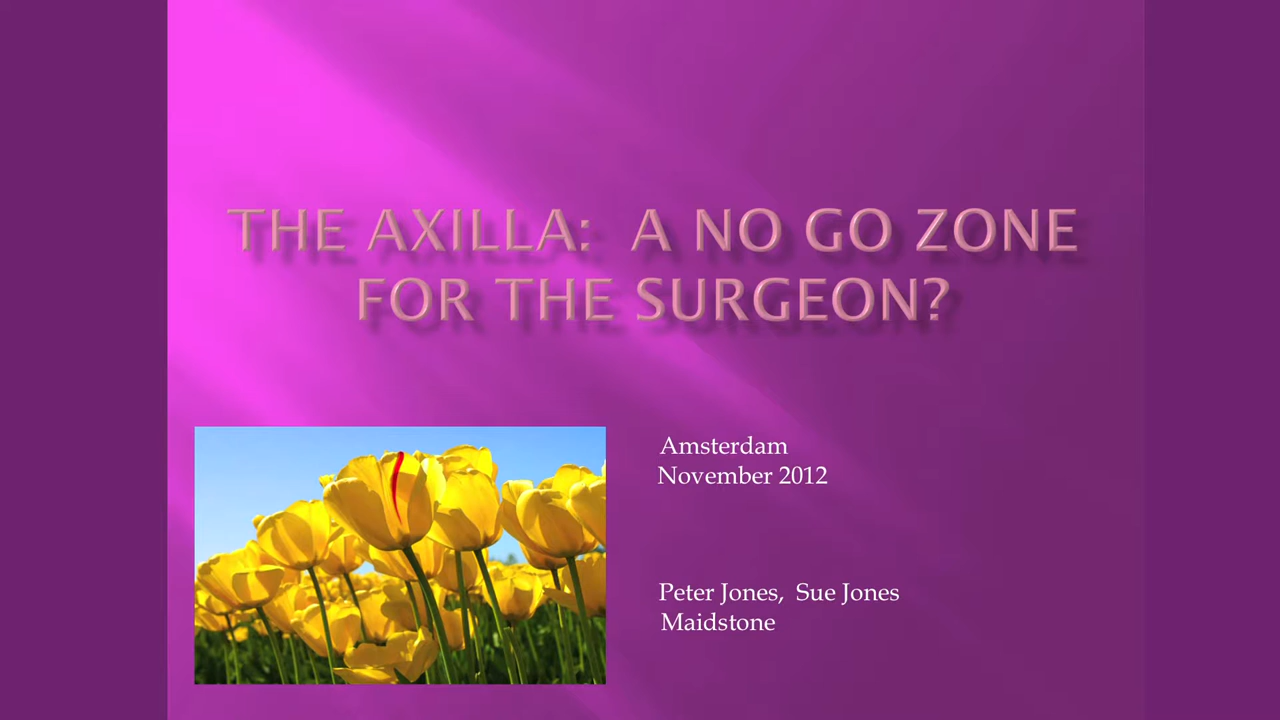 THE AXILLA: A NO GO ZONE
FOR THE SURGEON?
Amsterdam
November 2012
Peter Jones, Sue Jones
Maidstone